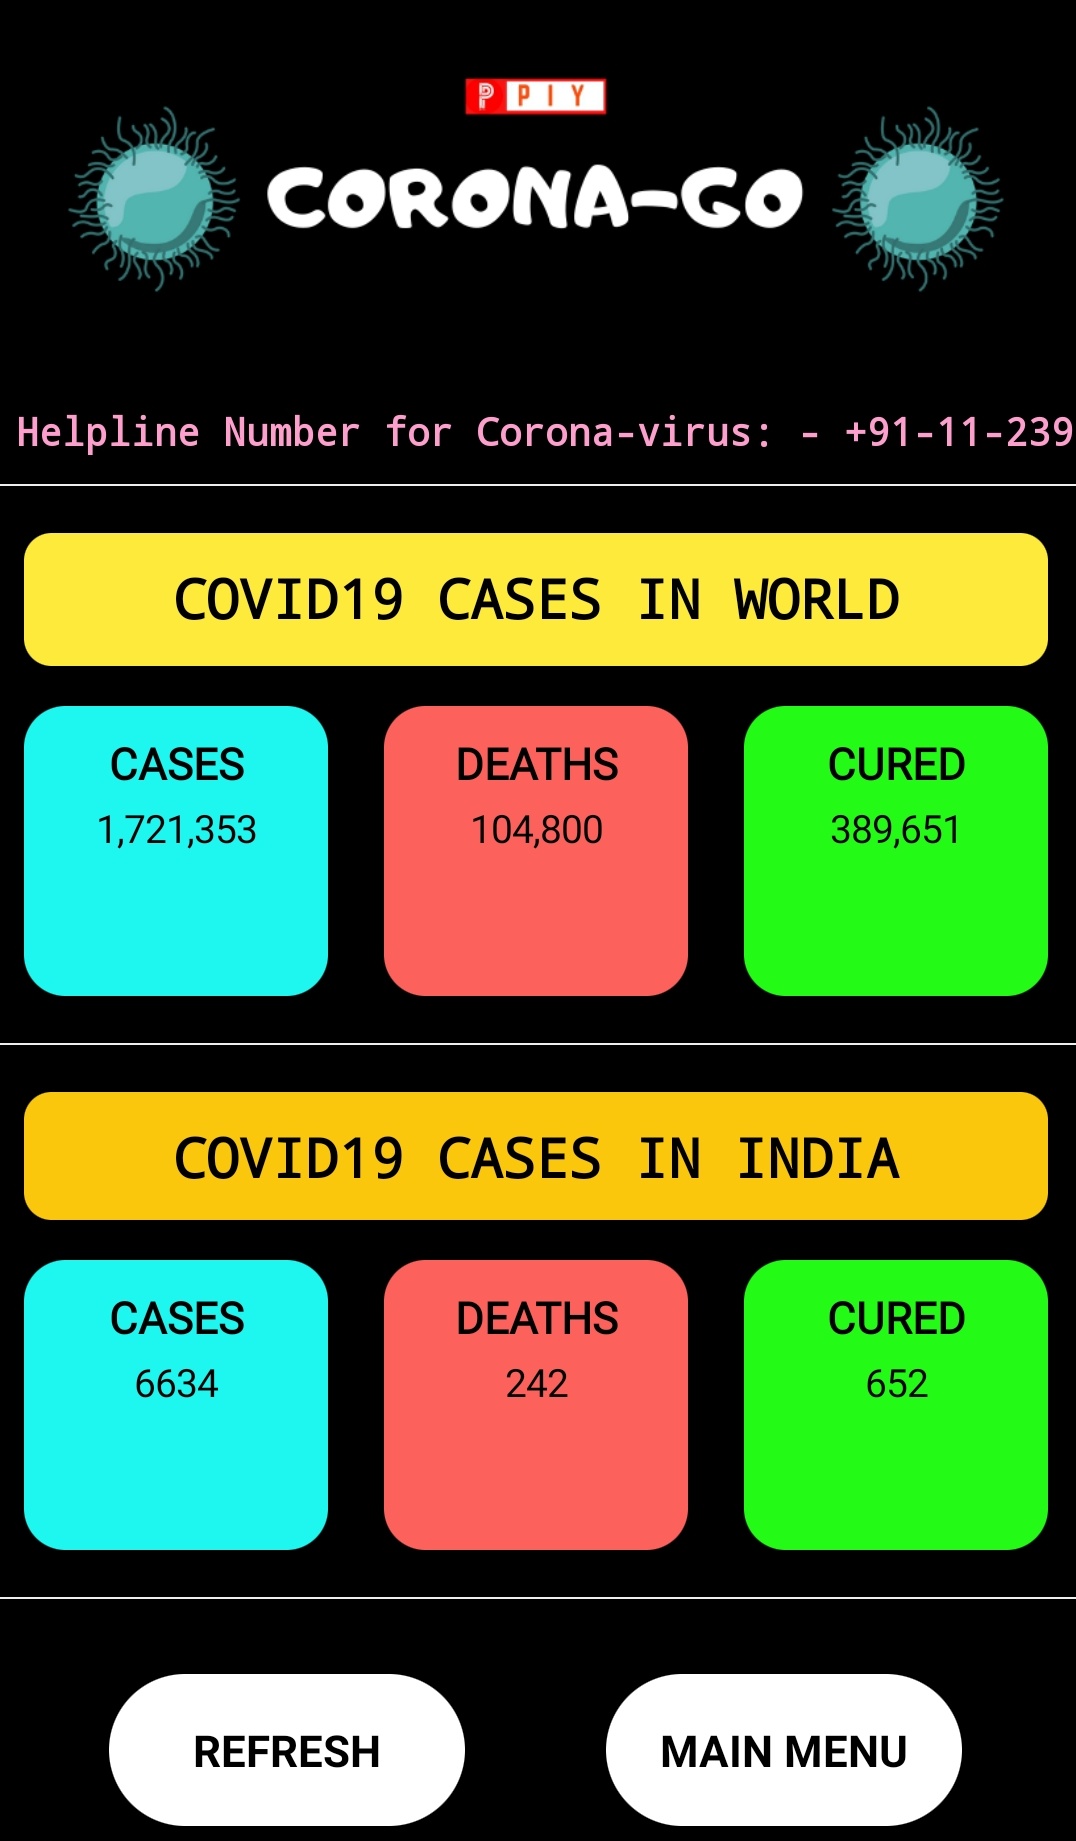 P PIY
CORONA-GO
Helpline Number for Corona-virus: - +91-11-239
COVID19 CASES IN WORLD
CASES DEATHS CURED
1,721,353 104,800 389,651
COVID19 CASES IN INDIA
CASES DEATHS CURED
6634 242 652
REFRESH MAIN MENU